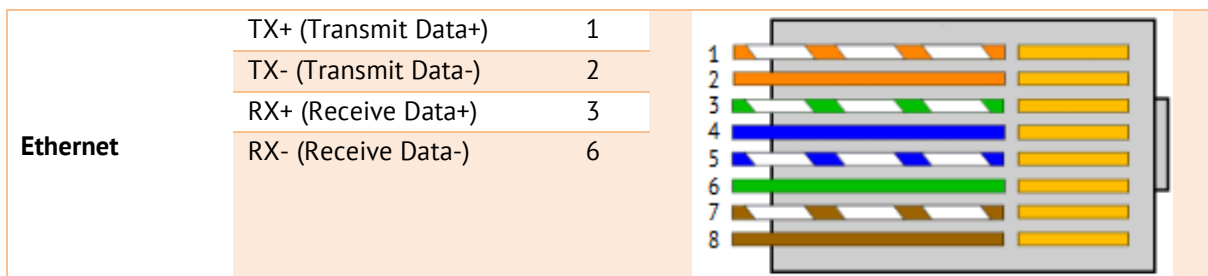 TX+ (Transmit Data+) 1
TX- (Transmit Data-) 2
RX+ (Receive Data+) 3
Ethernet
RX- (Receive Data-) 6
1
2
3
4
5
6
7
8